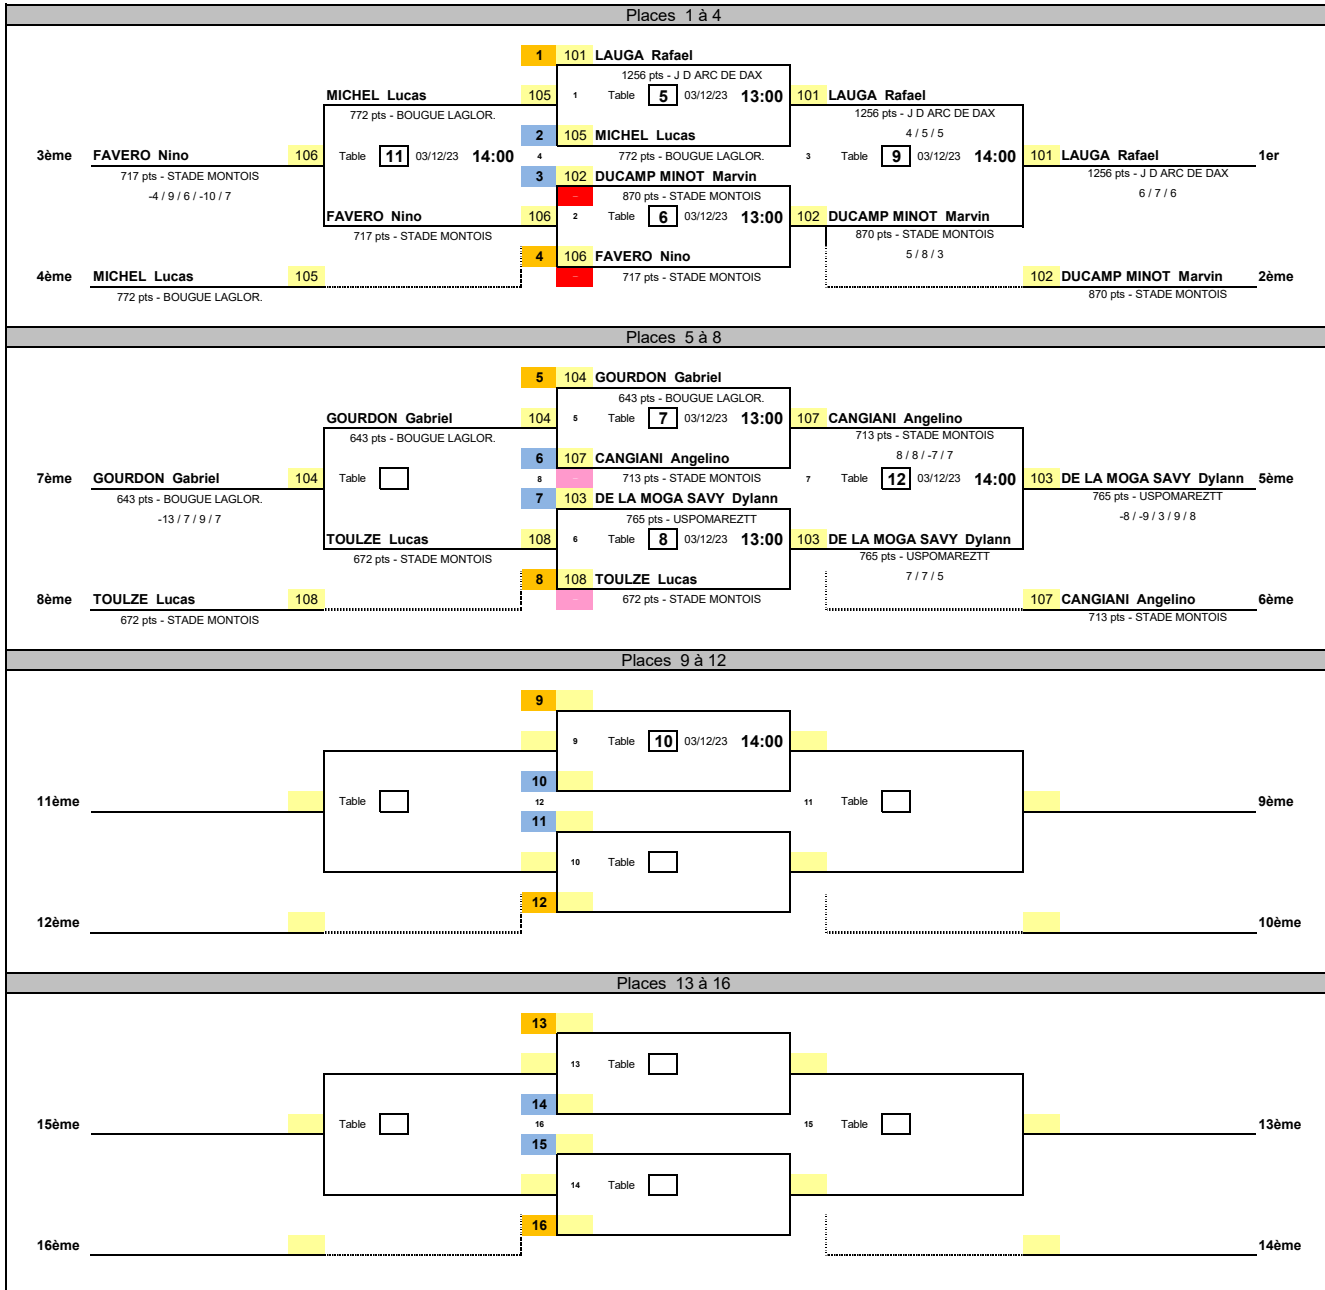 Places 1 à 4
1 101 LAUGA Rafael
1256 pts - J D ARC DE DAX
MICHEL Lucas 105 1 Table 5 03/12/23 13:00 101 LAUGA Rafael
772 pts - BOUGUE LAGLOR. 1256 pts - J D ARC DE DAX
2 105 MICHEL Lucas 4 / 5 / 5
3ème FAVERO Nino 106 Table 11 03/12/23 14:00 4 772 pts - BOUGUE LAGLOR. 3 Table 9 03/12/23 14:00 101 LAUGA Rafael 1er
717 pts - STADE MONTOIS 3 102 DUCAMP MINOT Marvin 1256 pts - J D ARC DE DAX
-4 / 9 / 6 / -10 / 7 870 pts - STADE MONTOIS 6 / 7 / 6
FAVERO Nino 106 2 Table 6 03/12/23 13:00 102 DUCAMP MINOT Marvin
717 pts - STADE MONTOIS 870 pts - STADE MONTOIS
4 106 FAVERO Nino 5 / 8 / 3
4ème MICHEL Lucas 105 717 pts - STADE MONTOIS 102 DUCAMP MINOT Marvin 2ème
772 pts - BOUGUE LAGLOR. 870 pts - STADE MONTOIS
Places 5 à 8
5 104 GOURDON Gabriel
643 pts - BOUGUE LAGLOR.
GOURDON Gabriel 104 5 Table 7 03/12/23 13:00 107 CANGIANI Angelino
643 pts - BOUGUE LAGLOR. 713 pts - STADE MONTOIS
6 107 CANGIANI Angelino 8 / 8 / -7 / 7
7ème GOURDON Gabriel 104 Table 8 713 pts - STADE MONTOIS 7 Table 12 03/12/23 14:00 103 DE LA MOGA SAVY Dylann 5ème
643 pts - BOUGUE LAGLOR. 7 103 DE LA MOGA SAVY Dylann 765 pts - USPOMAREZTT
-13 / 7 / 9 / 7 765 pts - USPOMAREZTT -8 / -9 / 3 / 9 / 8
TOULZE Lucas 108 6 Table 8 03/12/23 13:00 103 DE LA MOGA SAVY Dylann
672 pts - STADE MONTOIS 765 pts - USPOMAREZTT
8 108 TOULZE Lucas 7 / 7 / 5
8ème TOULZE Lucas 108 672 pts - STADE MONTOIS 107 CANGIANI Angelino 6ème
672 pts - STADE MONTOIS 713 pts - STADE MONTOIS
Places 9 à 12
9
9 Table 10 03/12/23 14:00
10
11ème Table 12 11 Table 9ème
11
10 Table
12
12ème 10ème
Places 13 à 16
13
13 Table
14
15ème Table 16 15 Table 13ème
15
14 Table
16
16ème 14ème